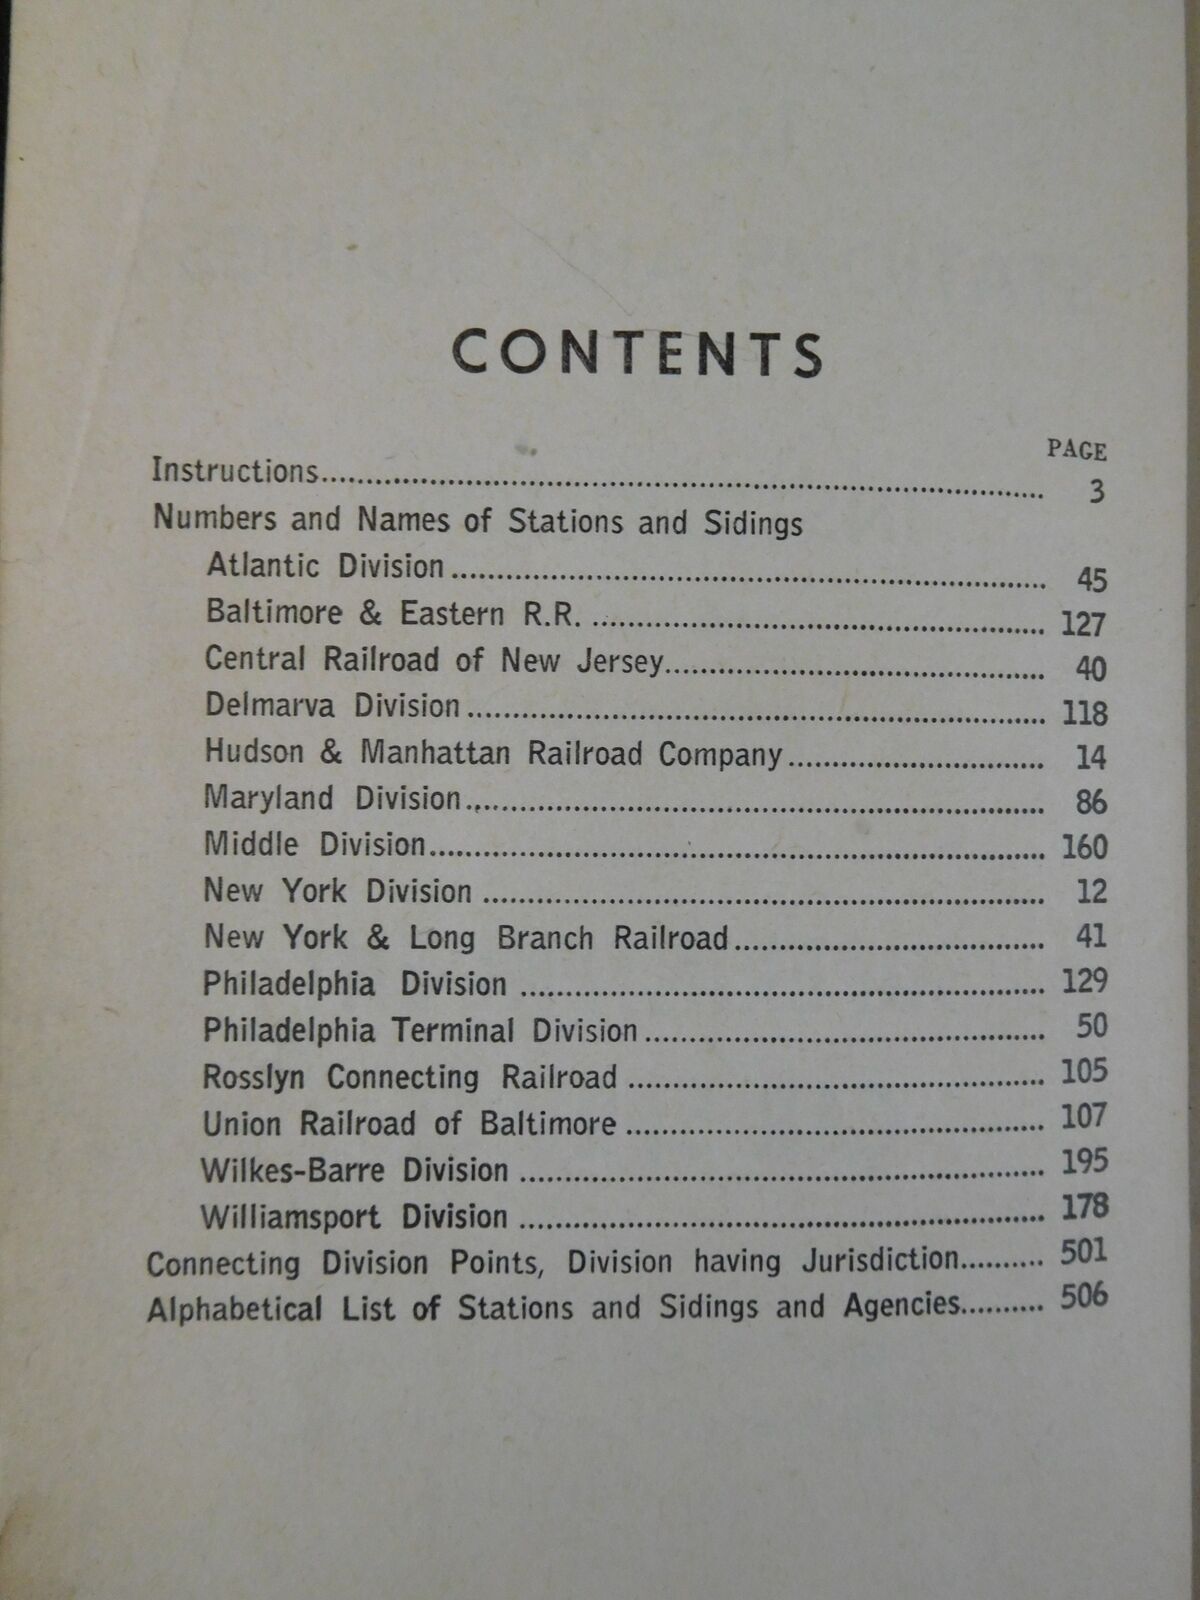 CONTENTS
PAGE
Instructions........................................ 3
Numbers and Names of Stations and Sidings
Atlantic Division........................................ 45
Baltimore & Eastern R.R. ........................................ 127
Central Railroad of New Jersey........................................ 40
Delmarva Division........................................ 118
Hudson & Manhattan Railroad Company........................................ 14
Maryland Division........................................ 86
Middle Division........................................ 160
New York Division ........................................ 12
New York & Long Branch Railroad........................................ 41
Philadelphia Division ........................................ 129
Philadelphia Terminal Division........................................ 50
Rosslyn Connecting Railroad ........................................ 105
Union Railroad of Baltimore........................................ 107
Wilkes-Barre Division ........................................ 195
Williamsport Division ........................................ 178
Connecting Division Points, Division having Jurisdiction.......... 501
Alphabetical List of Stations and Sidings and Agencies.......... 506